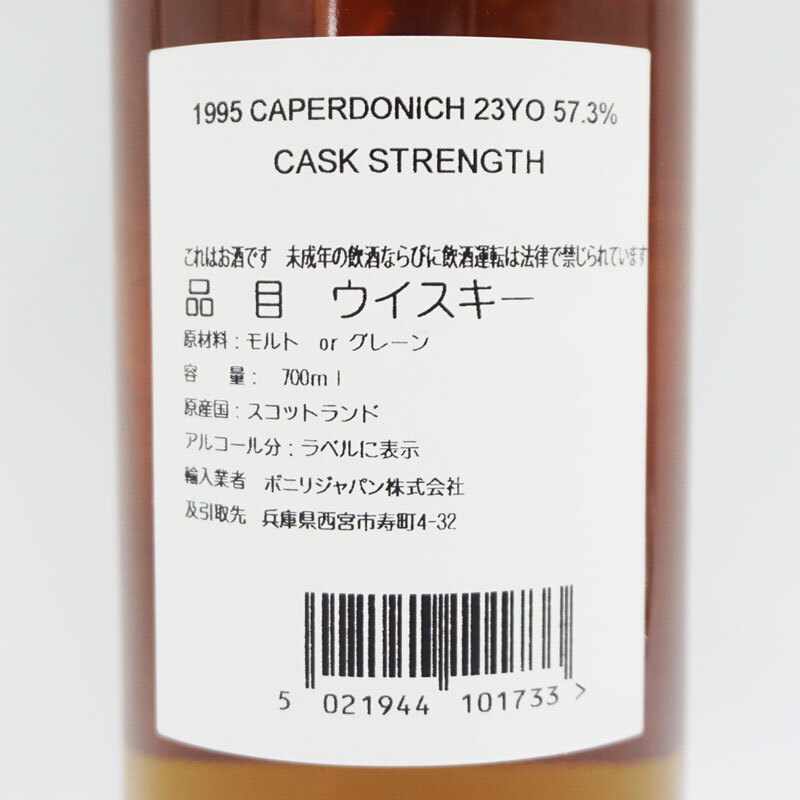 1995 CAPERDONICH 23YO 57.3%
CASK STRENGTH
これはお酒です 未成年の飲酒ならびに飲酒運転は法律で禁じられています
品 目 ウイスキー
原材料：モルト or グレーン
容 量： 700ml
原産国：スコットランド
アルコール分：ラベルに表示
輸入業者 ボニリジャパン株式会社
及引取先 兵庫県西宮市寿町4-32
5 021944 101733 >